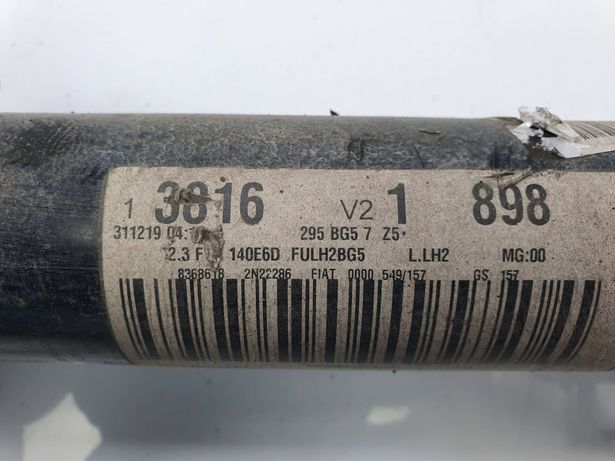 1 3816 V2 1 898
311219 04:1 295 BG5 7 Z5
2.3 F 140E6D FULH2BG5 L.LH2 MG:00
8368618 2N22286 FIAT 0000 549/157 GS 157